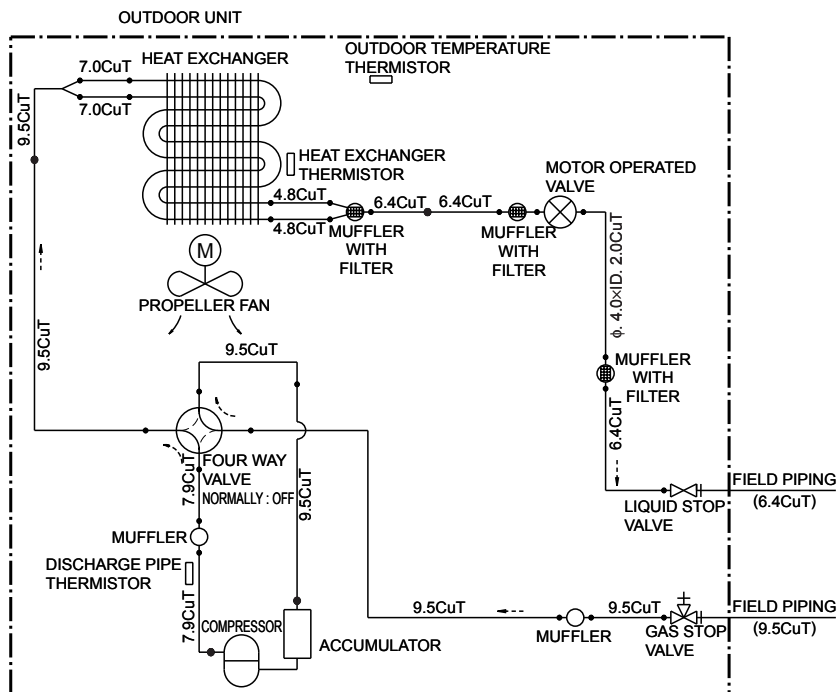 OUTDOOR UNIT
HEAT EXCHANGER
OUTDOOR TEMPERATURE
THERMISTOR
7.0CuT
7.0CuT
9.5CuT
HEAT EXCHANGER
THERMISTOR
MOTOR OPERATED
VALVE
4.8CuT
6.4CuT
6.4CuT
4.8CuT
MUFFLER
WITH
FILTER
MUFFLER
WITH
FILTER
M
PROPELLER FAN
ϕ. 4.0×ID. 2.0CuT
9.5CuT
9.5CuT
MUFFLER
WITH
FILTER
6.4CuT
FOUR WAY
VALVE
NORMALLY : OFF
7.9CuT
9.5CuT
FIELD PIPING
(6.4CuT)
LIQUID STOP
VALVE
MUFFLER
DISCHARGE PIPE
THERMISTOR
7.9CuT
COMPRESSOR
ACCUMULATOR
9.5CuT
9.5CuT
MUFFLER
GAS STOP
VALVE
FIELD PIPING
(9.5CuT)